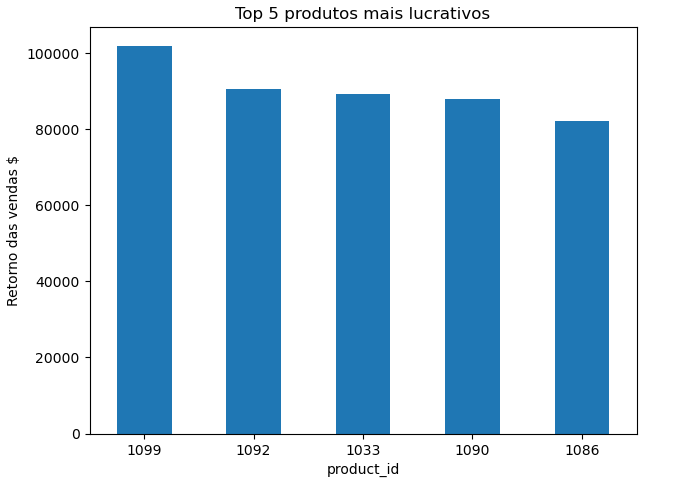 Top 5 produtos mais lucrativos
Retorno das vendas $
100000
80000
60000
40000
20000
0
1099 1092 1033 1090 1086
product_id